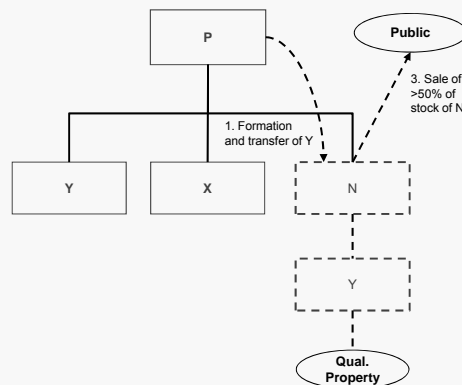 P
Public
3. Sale of
>50% of
stock of N
1. Formation
and transfer of Y
Y
X
N
Y
Qual.
Property